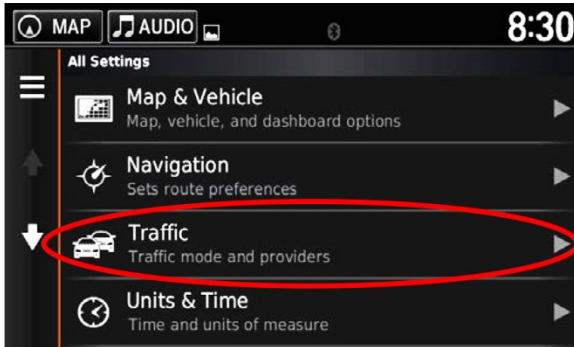 MAP AUDIO 8:30
All Settings
Map & Vehicle
Map, vehicle, and dashboard options
Navigation
Sets route preferences
Traffic
Traffic mode and providers
Units & Time
Time and units of measure